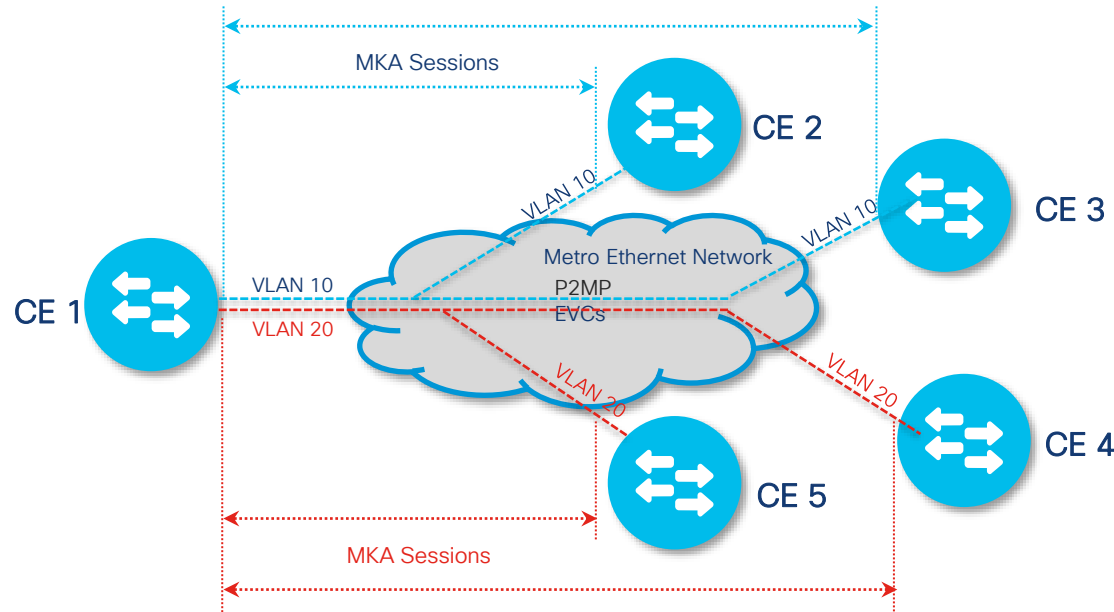 MKA Sessions
CE 2
VLAN 10
CE 3
VLAN 10
Metro Ethernet Network
VLAN 10
P2MP
CE 1
EVCs
VLAN 20
VLAN 20
VLAN 20
CE 4
CE 5
MKA Sessions